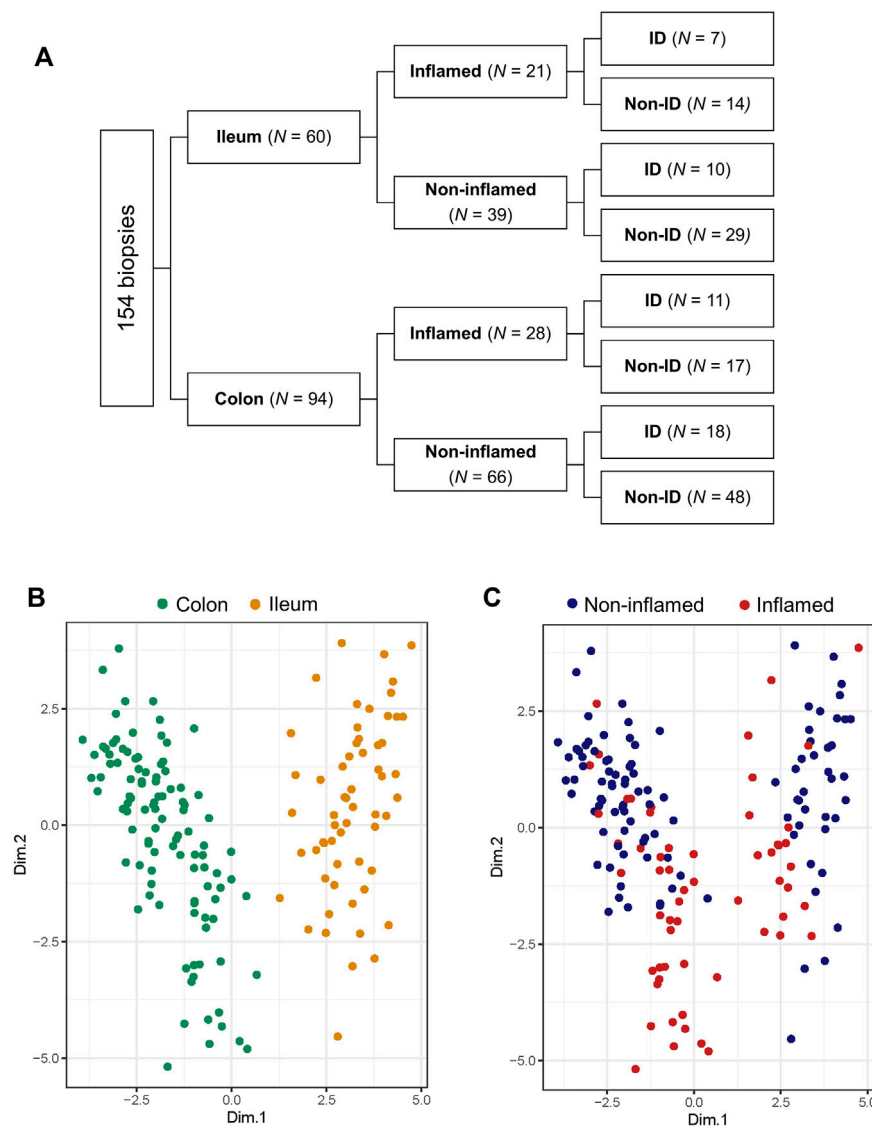 A
154 biopsies
Ileum (N = 60)
Colon (N = 94)
Inflamed (N = 21)
Non-inflamed
(N = 39)
Inflamed (N = 28)
Non-inflamed
(N = 66)
ID (N = 7)
Non-ID (N = 14)
ID (N = 10)
Non-ID (N = 29)
ID (N = 11)
Non-ID (N = 17)
ID (N = 18)
Non-ID (N = 48)
B
Colon Ileum
Dim.2
2.5
0.0
−2.5
−5.0
−2.5 0.0 2.5 5.0
Dim.1
C
Non-inflamed Inflamed
Dim.2
2.5
0.0
−2.5
−5.0
−2.5 0.0 2.5 5.0
Dim.1